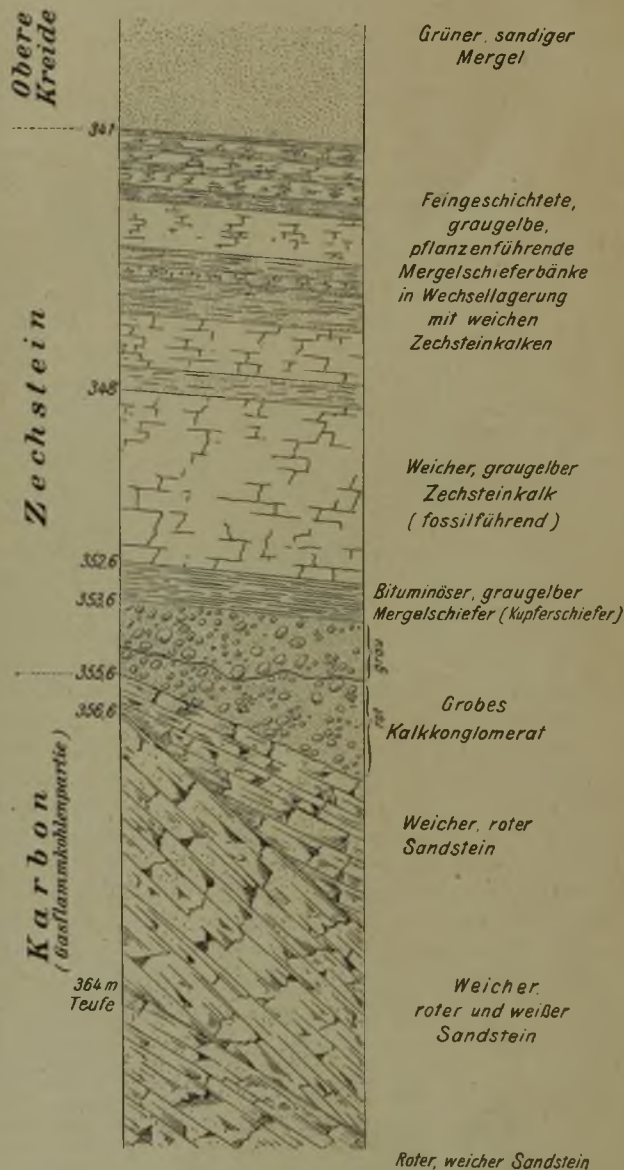 Obere
Kreide
Grüner, sandiger
Mergel
341
Zechstein
Feingeschichtete,
graugelbe,
pflanzenführende
Mergelschieferbänke
in Wechsellagerung
mit weichen
Zechsteinkalken
348
Weicher, graugelber
Zechsteinkalk
( fossilführend )
352,6
353,6
Bituminöser, graugelber
Mergelschiefer (Kupferschiefer)
grau
355,6
356,6
rot
Grobes
Kalkkonglomerat
Karbon
(Gasflammkohlenpartie)
Weicher, roter
Sandstein
364 m
Teufe
Weicher,
roter und weißer
Sandstein
Roter, weicher Sandstein